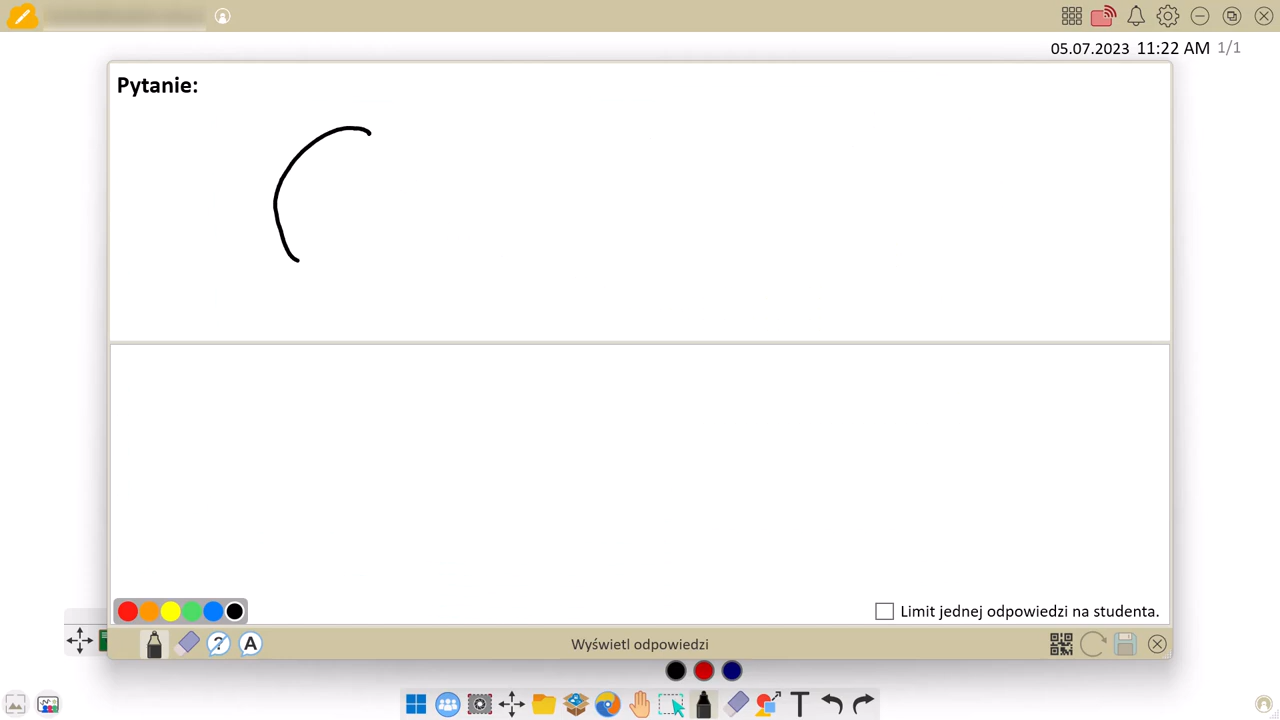 05.07.2023 11:22 AM 1/1
Pytanie:
Limit jednej odpowiedzi na studenta.
Wyświetl odpowiedzi